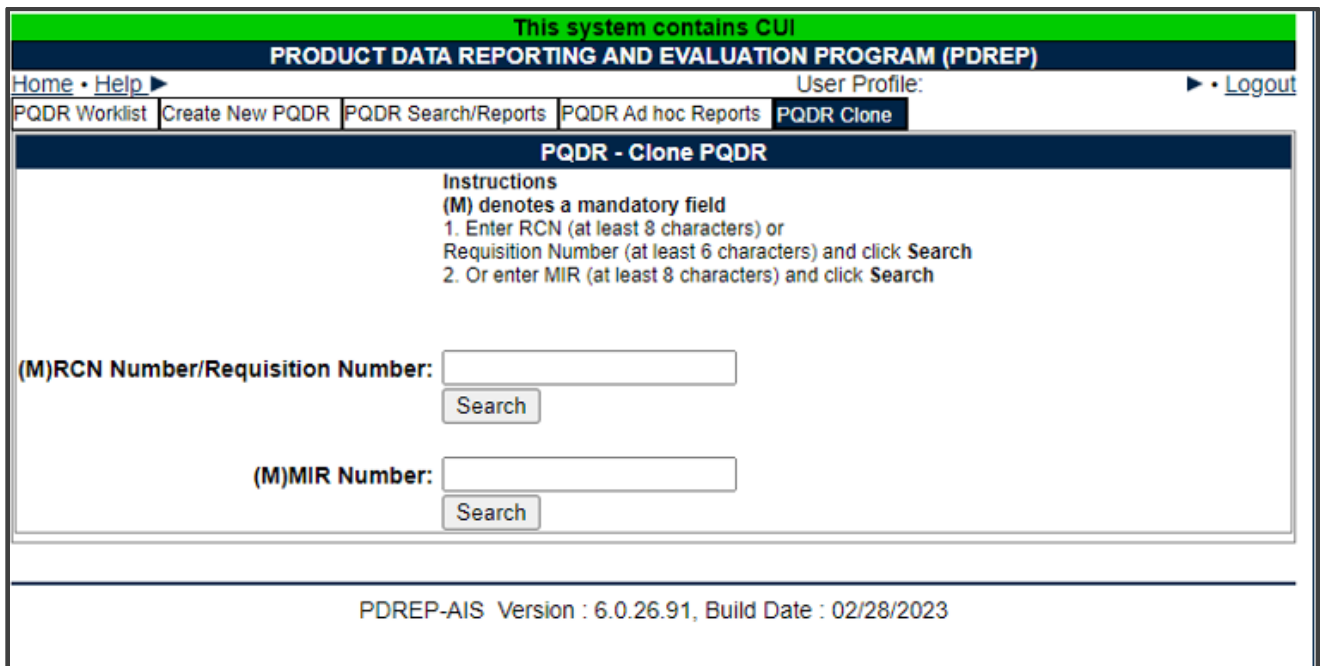 This system contains CUI
PRODUCT DATA REPORTING AND EVALUATION PROGRAM (PDREP)
Home • Help ► User Profile: ► • Logout
PQDR Worklist Create New PQDR PQDR Search/Reports PQDR Ad hoc Reports PQDR Clone
PQDR - Clone PQDR
Instructions
(M) denotes a mandatory field
1. Enter RCN (at least 8 characters) or
Requisition Number (at least 6 characters) and click Search
2. Or enter MIR (at least 8 characters) and click Search
(M)RCN Number/Requisition Number:
Search
(M)MIR Number:
Search
PDREP-AIS Version : 6.0.26.91, Build Date : 02/28/2023